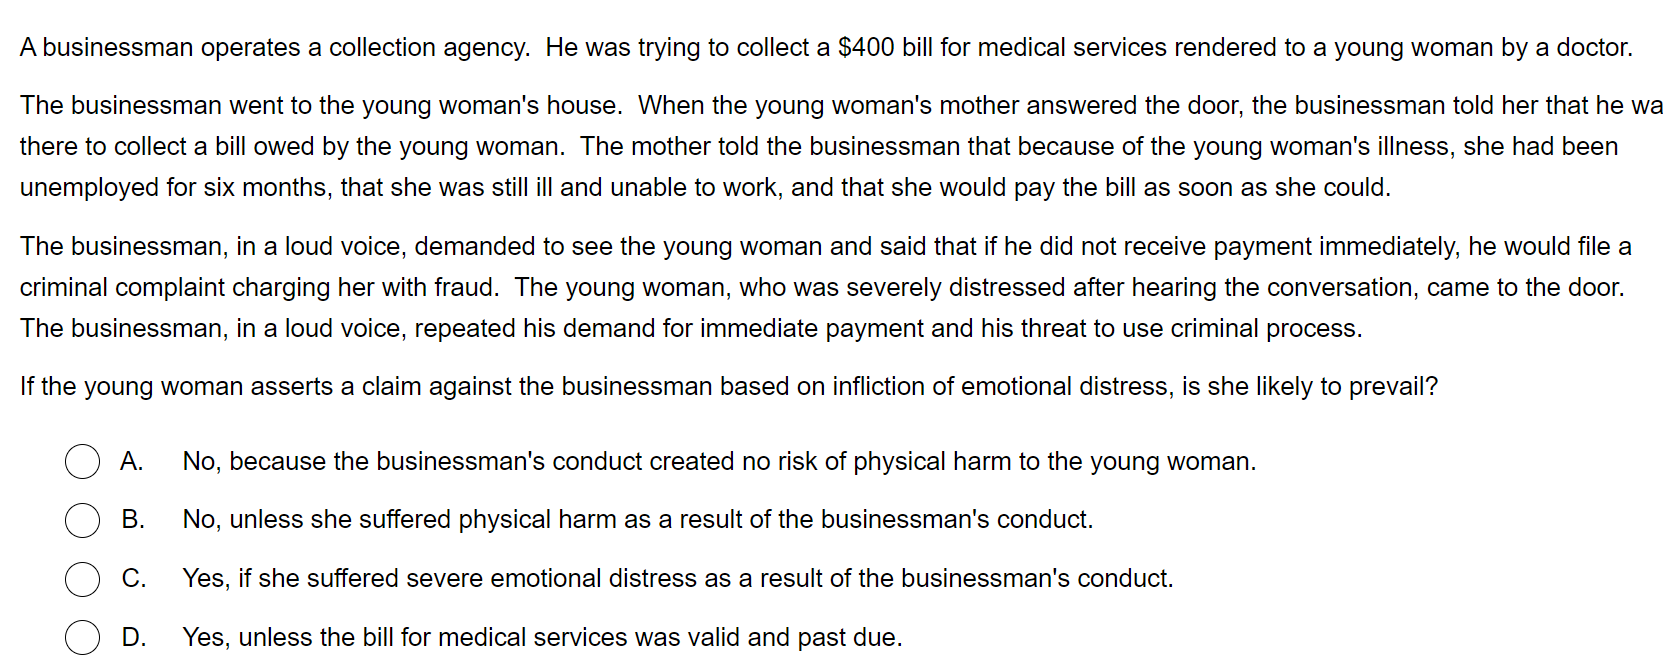 A businessman operates a collection agency.  He was trying to collect a $400 bill for medical services rendered to a young woman by a doctor.
The businessman went to the young woman's house.  When the young woman's mother answered the door, the businessman told her that he wa
there to collect a bill owed by the young woman.  The mother told the businessman that because of the young woman's illness, she had been
unemployed for six months, that she was still ill and unable to work, and that she would pay the bill as soon as she could.
The businessman, in a loud voice, demanded to see the young woman and said that if he did not receive payment immediately, he would file a
criminal complaint charging her with fraud.  The young woman, who was severely distressed after hearing the conversation, came to the door.
The businessman, in a loud voice, repeated his demand for immediate payment and his threat to use criminal process.
If the young woman asserts a claim against the businessman based on infliction of emotional distress, is she likely to prevail?
A. No, because the businessman's conduct created no risk of physical harm to the young woman.
B. No, unless she suffered physical harm as a result of the businessman's conduct.
C. Yes, if she suffered severe emotional distress as a result of the businessman's conduct.
D. Yes, unless the bill for medical services was valid and past due.